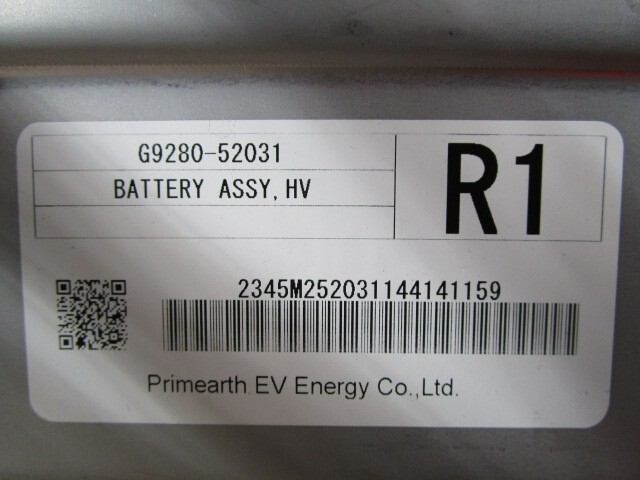 G9280-52031
BATTERY ASSY,HV
R1
2345M252031144141159
Primearth EV Energy Co.,Ltd.